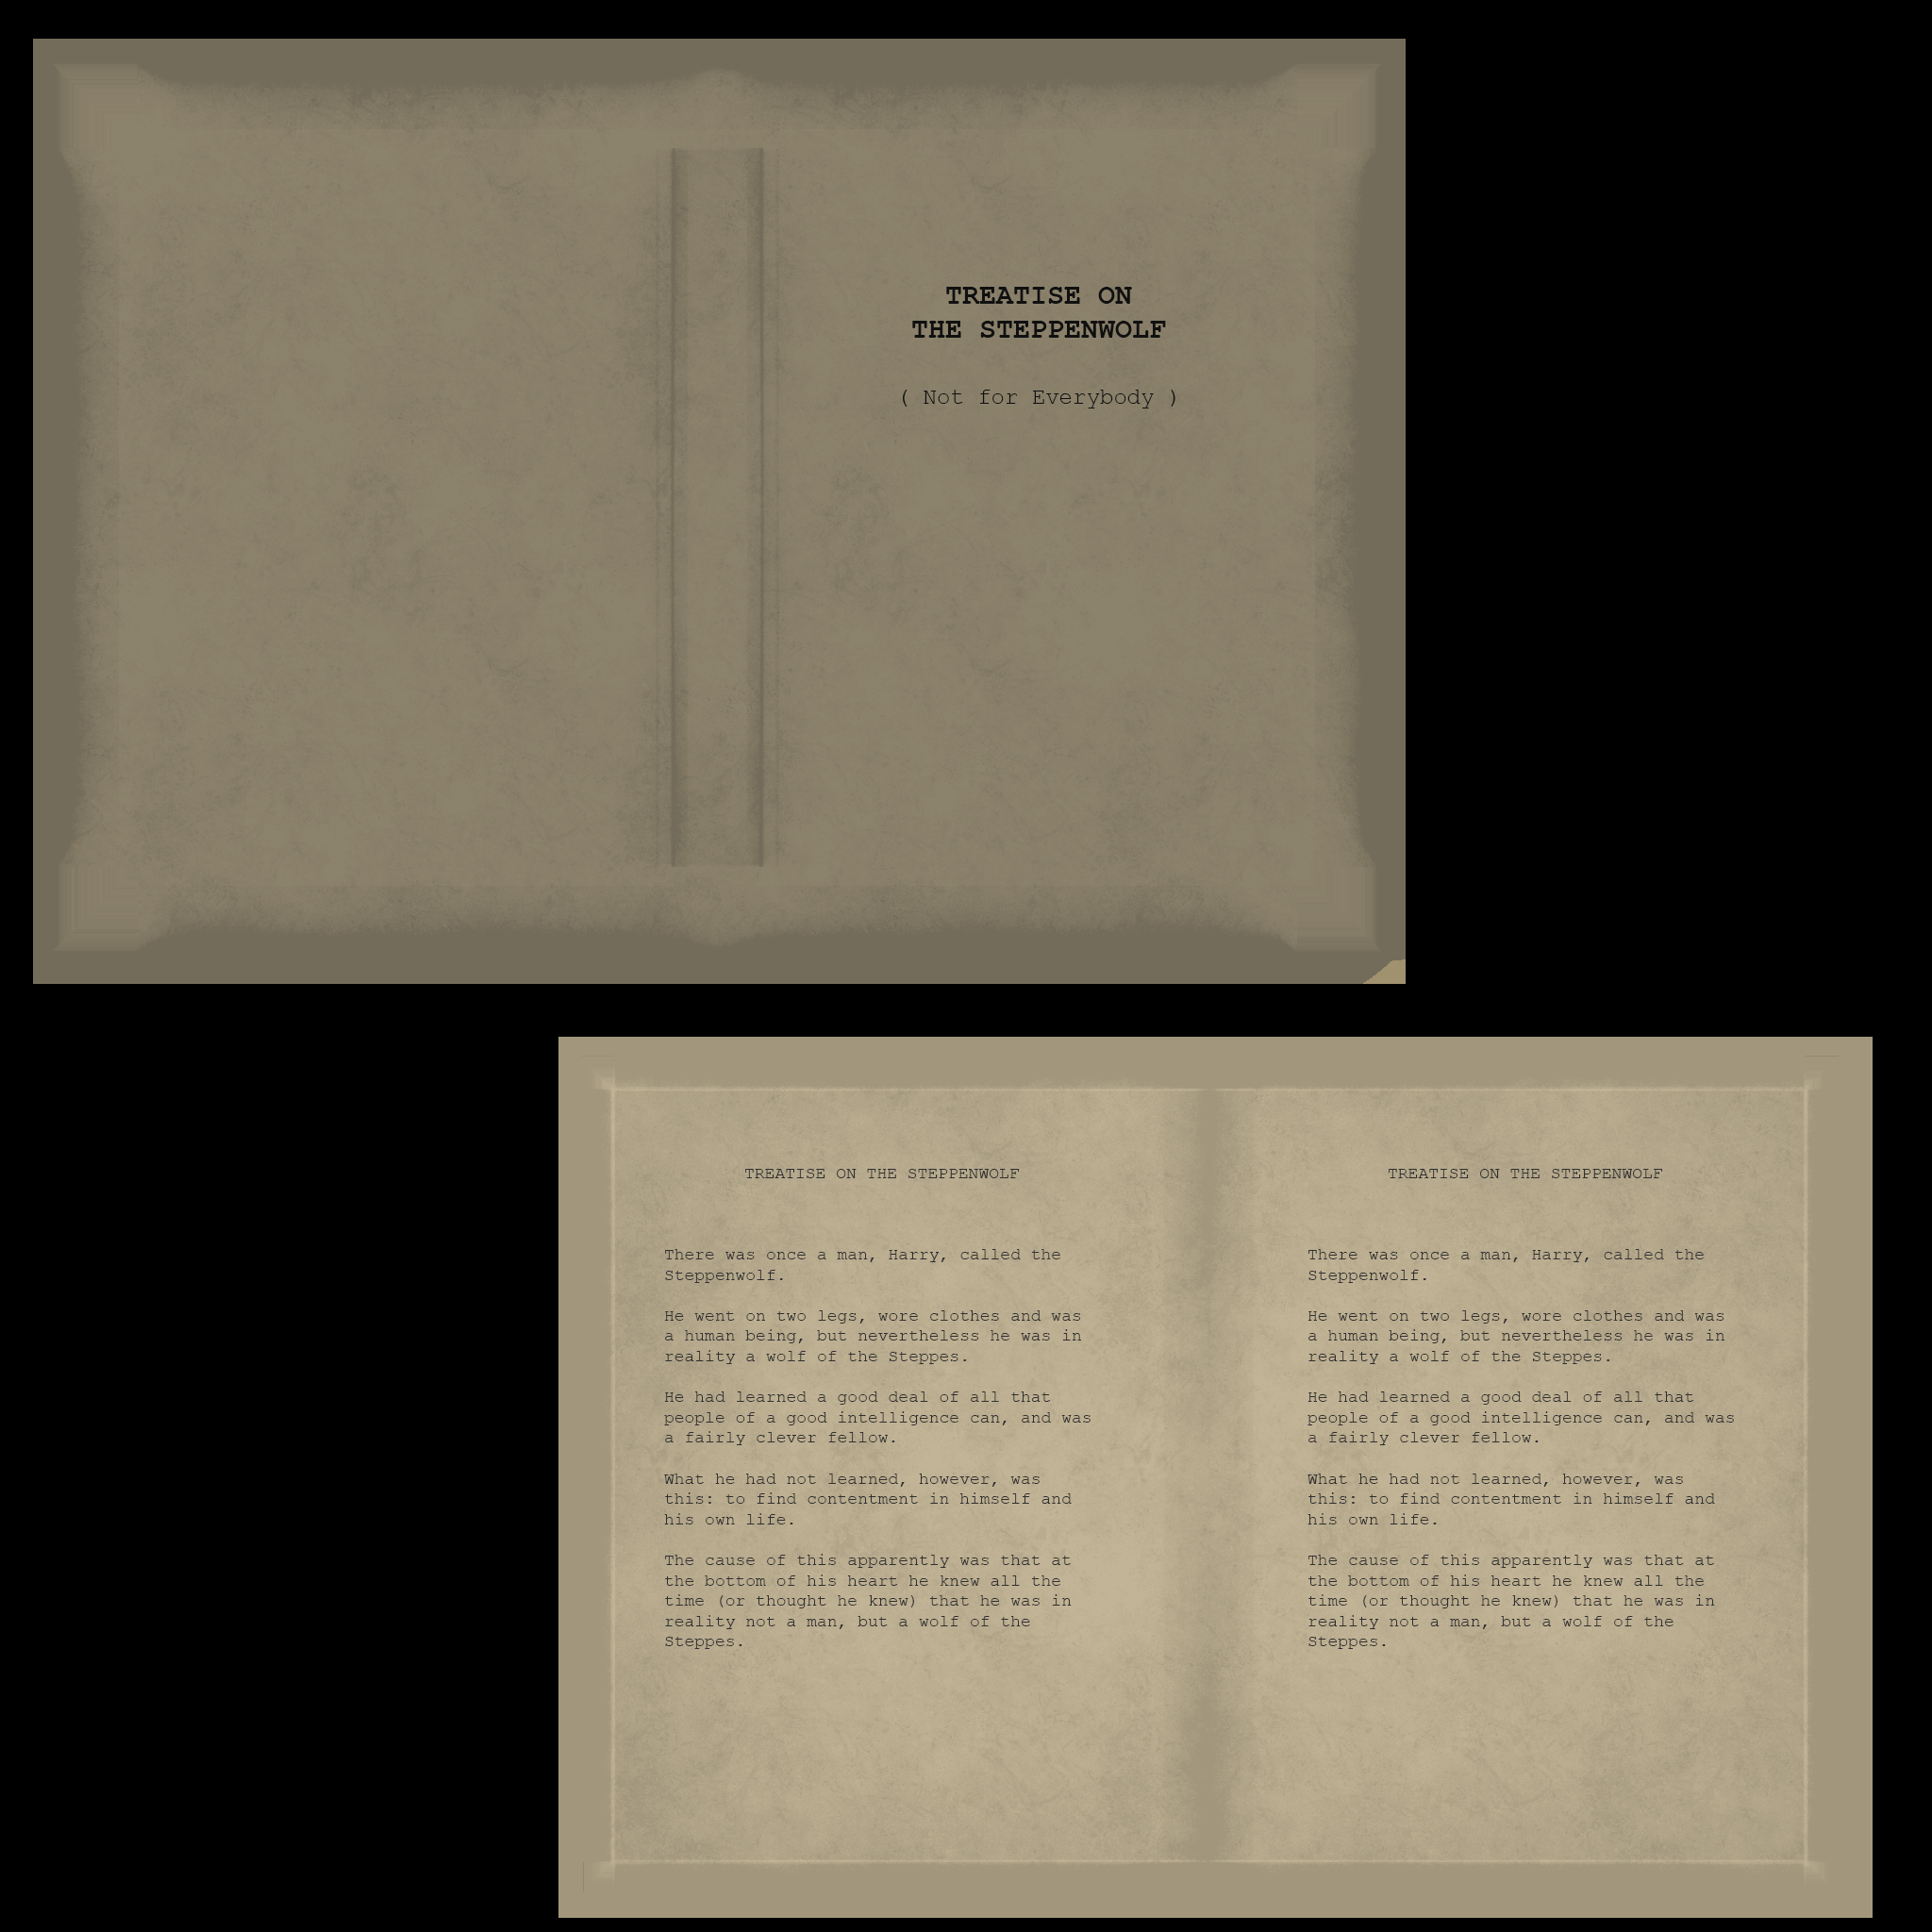 TREATISE ON
THE STEPPENWOLF
( Not for Everybody )
TREATISE ON THE STEPPENWOLF
There was once a man, Harry, called the
Steppenwolf.
He went on two legs, wore clothes and was
a human being, but nevertheless he was in
reality a wolf of the Steppes.
He had learned a good deal of all that
people of a good intelligence can, and was
a fairly clever fellow.
What he had not learned, however, was
this: to find contentment in himself and
his own life.
The cause of this apparently was that at
the bottom of his heart he knew all the
time (or thought he knew) that he was in
reality not a man, but a wolf of the
Steppes.
TREATISE ON THE STEPPENWOLF
There was once a man, Harry, called the
Steppenwolf.
He went on two legs, wore clothes and was
a human being, but nevertheless he was in
reality a wolf of the Steppes.
He had learned a good deal of all that
people of a good intelligence can, and was
a fairly clever fellow.
What he had not learned, however, was
this: to find contentment in himself and
his own life.
The cause of this apparently was that at
the bottom of his heart he knew all the
time (or thought he knew) that he was in
reality not a man, but a wolf of the
Steppes.